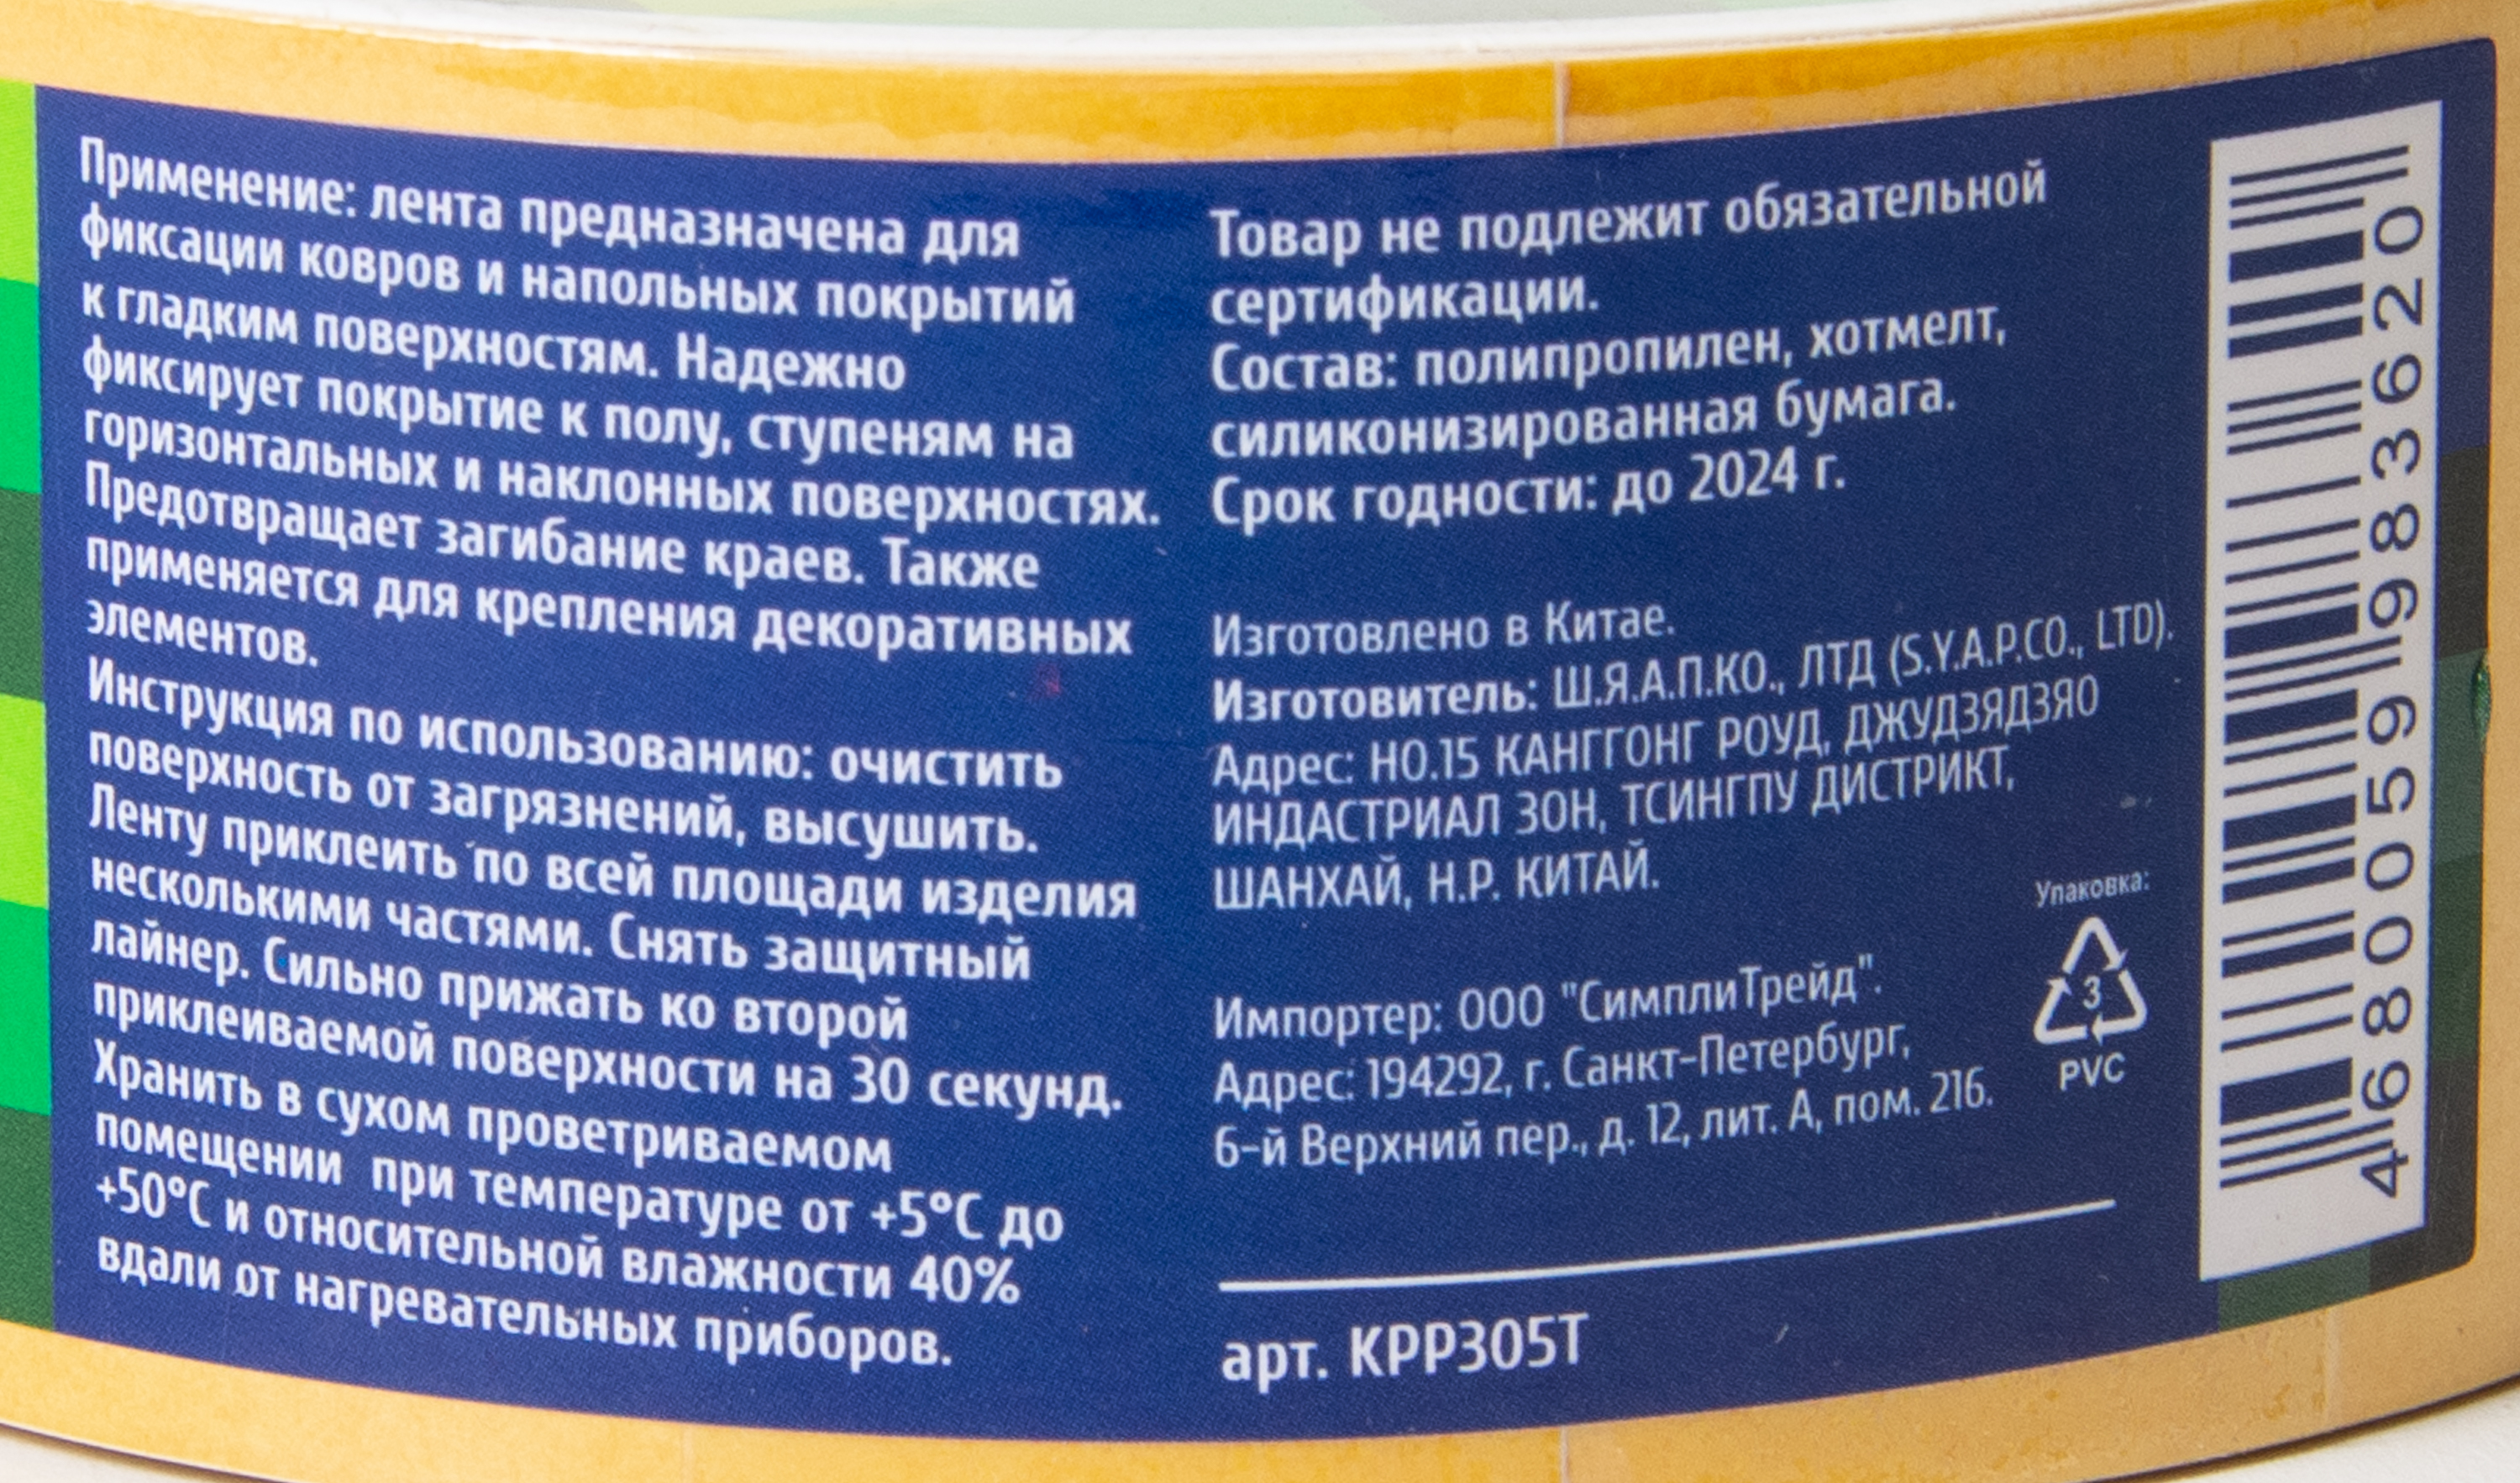 Применение: лента предназначена для
фиксации ковров и напольных покрытий
к гладким поверхностям. Надежно
фиксирует покрытие к полу, ступеням на
горизонтальных и наклонных поверхностях.
Предотвращает загибание краев. Также
применяется для крепления декоративных
элементов.
Инструкция по использованию: очистить
поверхность от загрязнений, высушить.
Ленту приклеить по всей площади изделия
несколькими частями. Снять защитный
лайнер. Сильно прижать ко второй
приклеиваемой поверхности на 30 секунд.
Хранить в сухом проветриваемом
помещении при температуре от +5°C до
+50°C и относительной влажности 40%
вдали от нагревательных приборов.
Товар не подлежит обязательной
сертификации.
Состав: полипропилен, хотмелт,
силиконизированная бумага.
Срок годности: до 2024 г.
Изготовлено в Китае.
Изготовитель: Ш.Я.А.П.КО., ЛТД (S.Y.A.P.CO., LTD).
Адрес: НО.15 КАНГГОНГ РОУД, ДЖУДЗЯДЗЯО
ИНДАСТРИАЛ ЗОН, ТСИНГПУ ДИСТРИКТ,
ШАНХАЙ, Н.Р. КИТАЙ.
Импортер: ООО "СимплиТрейд".
Адрес: 194292, г. Санкт-Петербург,
6-й Верхний пер., д. 12, лит. А, пом. 216.
Упаковка:
3
PVC
арт. KPP305T
4680059983620